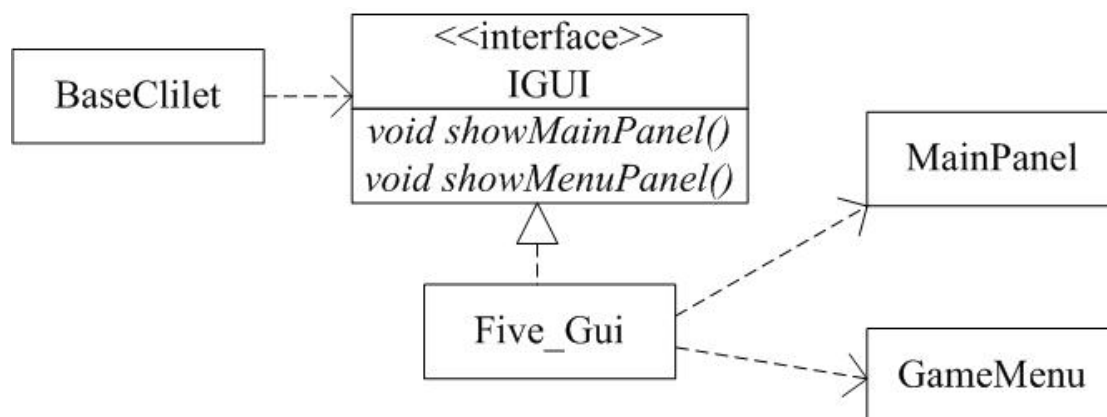 BaseClilet
<<interface>>
IGUI
void showMainPanel()
void showMenuPanel()
MainPanel
Five_Gui
GameMenu